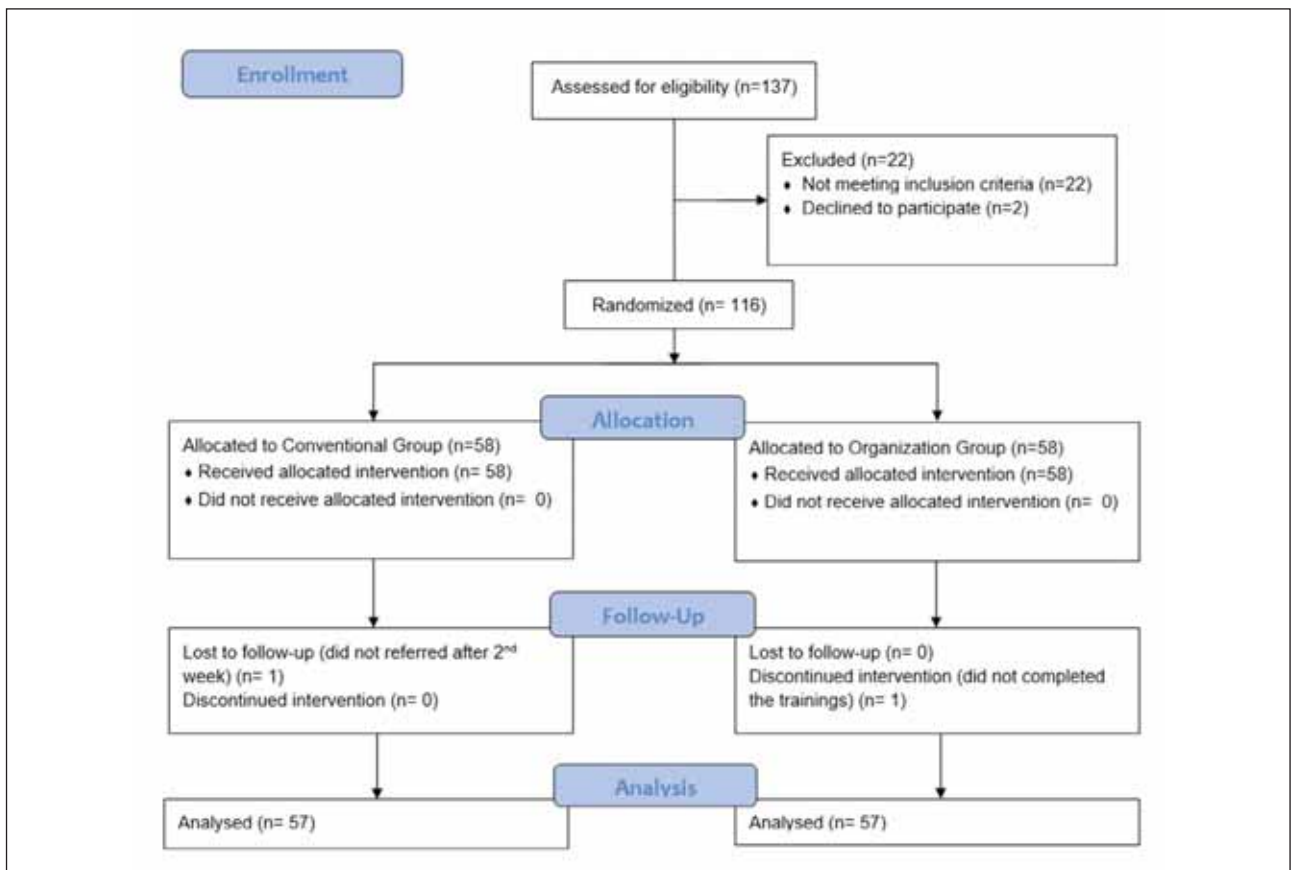 Enrollment
Assessed for eligibility (n=137)
Excluded (n=22)
♦ Not meeting inclusion criteria (n=22)
♦ Declined to participate (n=2)
Randomized (n= 116)
Allocation
Allocated to Conventional Group (n=58)
♦ Received allocated intervention (n= 58)
♦ Did not receive allocated intervention (n= 0)
Allocated to Organization Group (n=58)
♦ Received allocated intervention (n=58)
♦ Did not receive allocated intervention (n= 0)
Follow-Up
Lost to follow-up (did not referred after 2nd
week) (n= 1)
Discontinued intervention (n= 0)
Lost to follow-up (n= 0)
Discontinued intervention (did not completed
the trainings) (n= 1)
Analysis
Analysed (n= 57)
Analysed (n= 57)